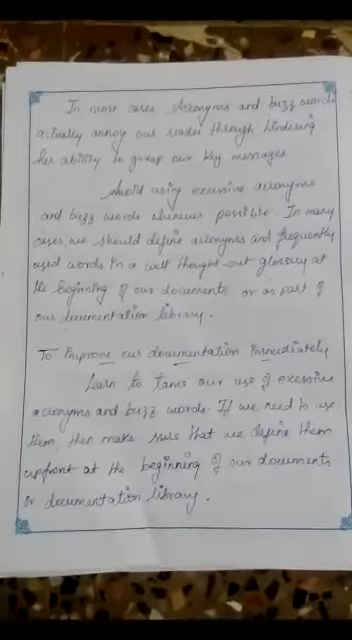 In most cases Acronyms and buzz words
actually annoy our reader through hindering
her ability to grasp our key messages
Avoid using excessive acronyms
and buzz words whenever possible. In many
cases, we should define acronyms and frequently
used words in a well thought-out glossary at
the beginning of our documents or as part of
our documentation library.
To Improve our documentation Immediately
Learn to tame our use of excessive
acronyms and buzz words. If we need to use
them, then make sure that we define them
upfront at the beginning of our documents
or documentation library.